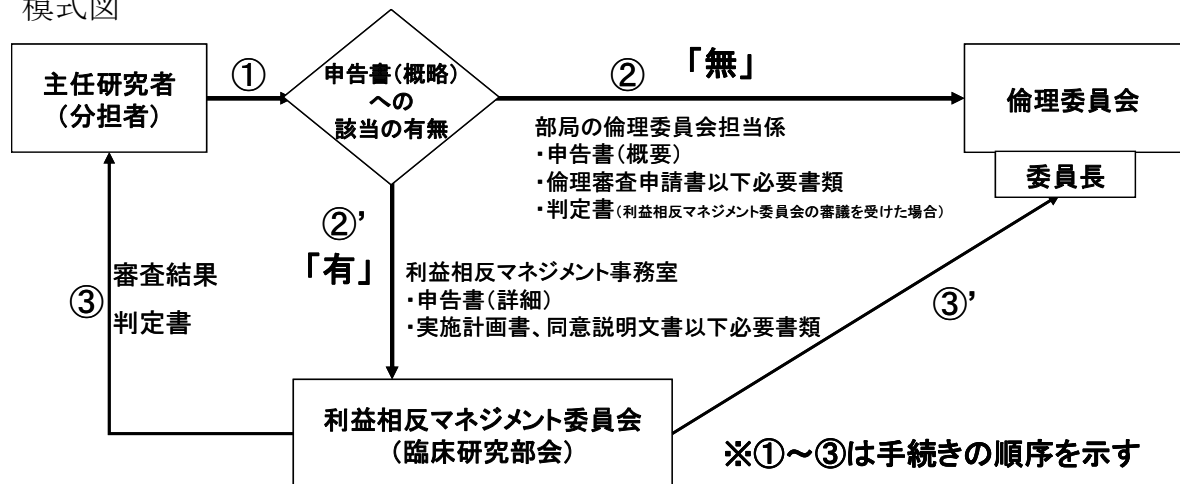 模式図
主任研究者
(分担者)
①
申告書(概略)
への
該当の有無
②
「無」
倫理委員会
委員長
部局の倫理委員会担当係
・申告書(概要)
・倫理審査申請書以下必要書類
・判定書(利益相反マネジメント委員会の審議を受けた場合)
②'
「有」
利益相反マネジメント事務室
・申告書(詳細)
・実施計画書、同意説明文書以下必要書類
③
審査結果
判定書
③'
利益相反マネジメント委員会
(臨床研究部会)
※①～③は手続きの順序を示す